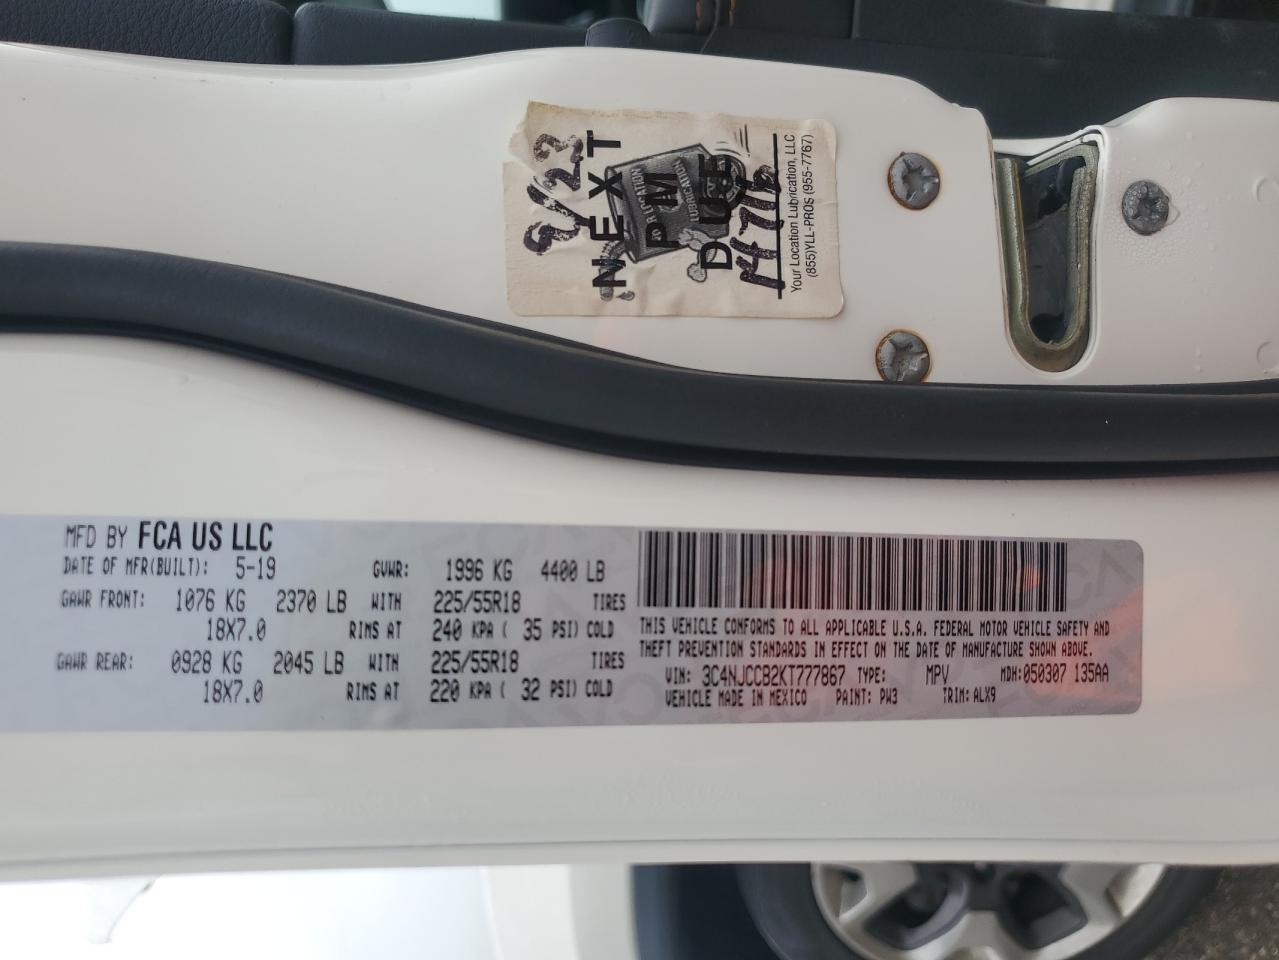 9/23
NEXT
PM
DUE
YOUR LOCATION
LUBRICATION
Your Location Lubrication, LLC
(855)YLL-PROS (955-7767)
MFD BY FCA US LLC
DATE OF MFR(BUILT): 5-19 GVWR: 1996 KG 4400 LB
GAWR FRONT: 1076 KG 2370 LB WITH 225/55R18 TIRES
18X7.0 RIMS AT 240 KPA ( 35 PSI) COLD
GAWR REAR: 0928 KG 2045 LB WITH 225/55R18 TIRES
18X7.0 RIMS AT 220 KPA ( 32 PSI) COLD
THIS VEHICLE CONFORMS TO ALL APPLICABLE U.S.A. FEDERAL MOTOR VEHICLE SAFETY AND
THEFT PREVENTION STANDARDS IN EFFECT ON THE DATE OF MANUFACTURE SHOWN ABOVE.
VIN: 3C4NJCCB2KT777867 TYPE: MPV MDH:050307 135AA
VEHICLE MADE IN MEXICO PAINT: PW3 TRIM: ALX9